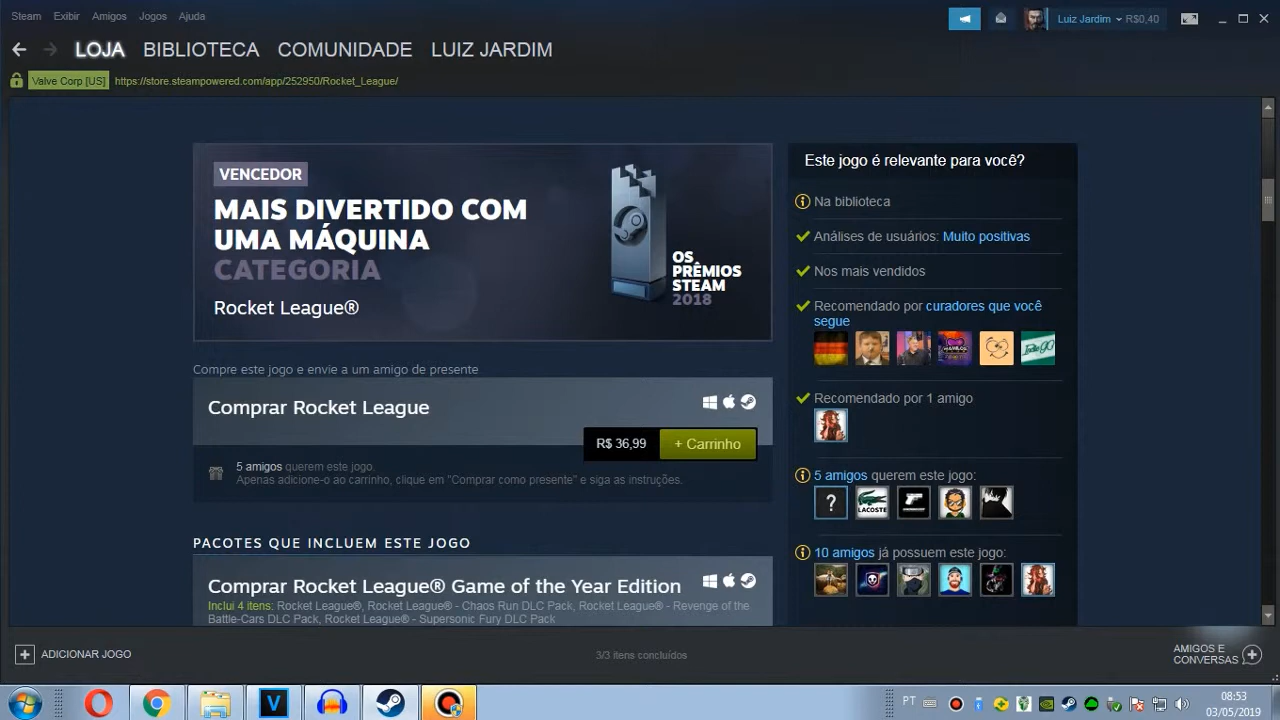 Steam Exibir Amigos Jogos Ajuda
Luiz Jardim R$0,40
LOJA BIBLIOTECA COMUNIDADE LUIZ JARDIM
Valve Corp [US] https://store.steampowered.com/app/252950/Rocket_League/
VENCEDOR
MAIS DIVERTIDO COM
UMA MÁQUINA
CATEGORIA
Rocket League®
OS
PRÊMIOS
STEAM
2018
Compre este jogo e envie a um amigo de presente
Comprar Rocket League
R$ 36,99 + Carrinho
5 amigos querem este jogo.
Apenas adicione-o ao carrinho, clique em "Comprar como presente" e siga as instruções.
PACOTES QUE INCLUEM ESTE JOGO
Comprar Rocket League® Game of the Year Edition
Inclui 4 itens: Rocket League®, Rocket League® - Chaos Run DLC Pack, Rocket League® - Revenge of the
Battle-Cars DLC Pack, Rocket League® - Supersonic Fury DLC Pack
Este jogo é relevante para você?
Na biblioteca
Análises de usuários: Muito positivas
Nos mais vendidos
Recomendado por curadores que você
segue
Indie GO
Recomendado por 1 amigo
5 amigos querem este jogo:
?
LACOSTE
10 amigos já possuem este jogo:
+ ADICIONAR JOGO
3/3 itens concluídos
AMIGOS E
CONVERSAS +
V
PT
08:53
03/05/2019